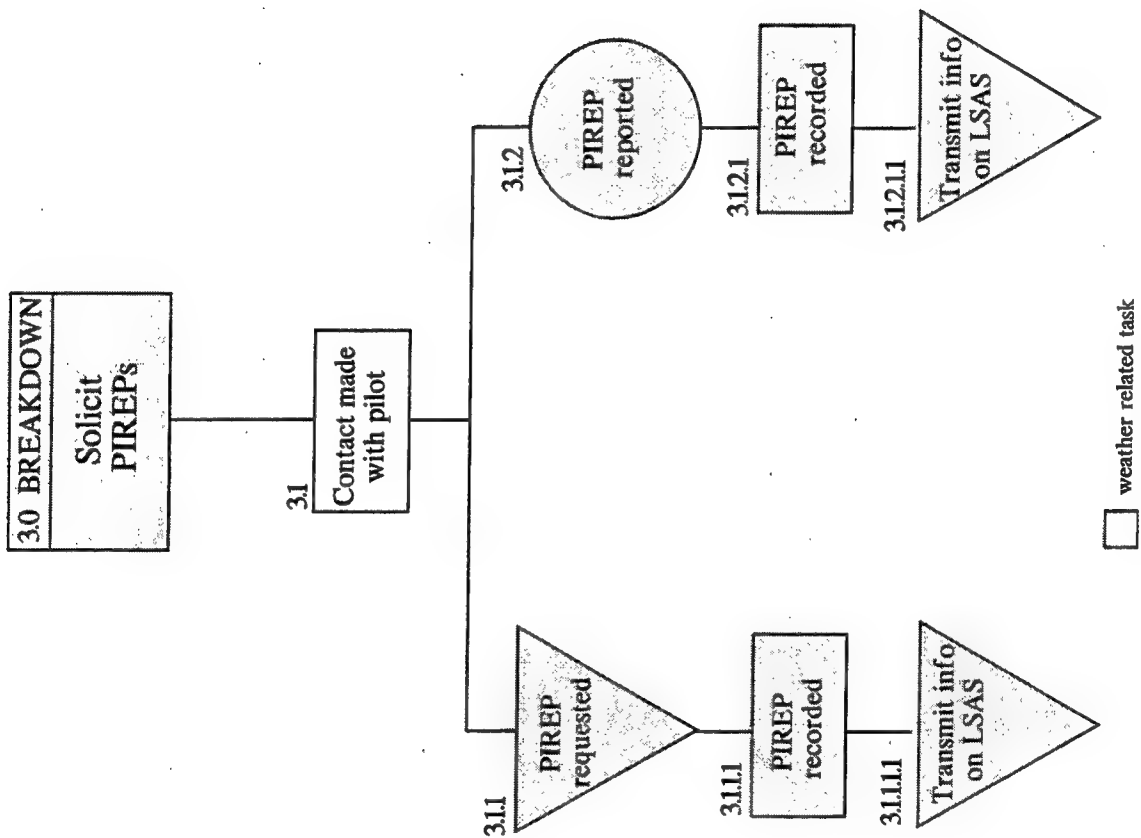 3.0 BREAKDOWN
Solicit
PIREPs
3.1
Contact made
with pilot
3.1.1
PIREP
requested
3.1.1.1
PIREP
recorded
3.1.1.1.1
Transmit info
on LSAS
3.1.2
PIREP
reported
3.1.2.1
PIREP
recorded
3.1.2.1.1
Transmit info
on LSAS
weather related task